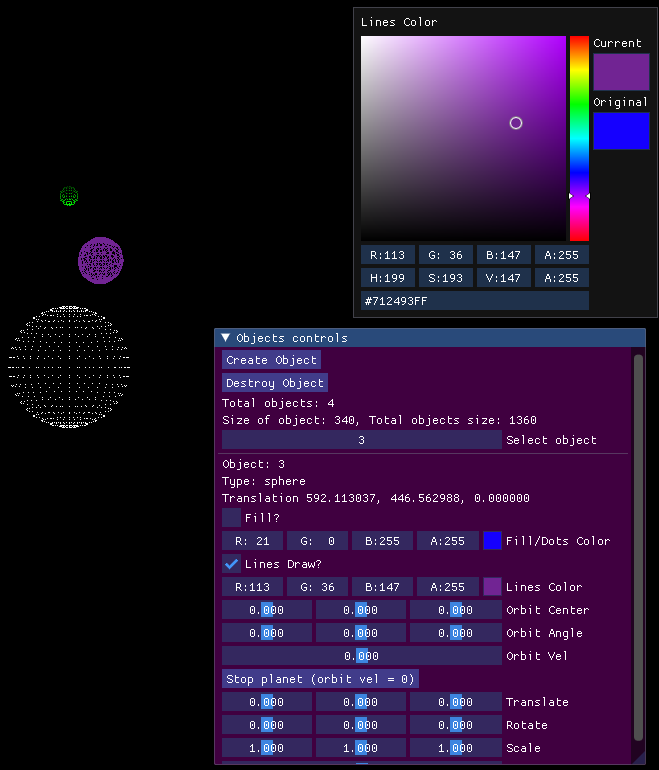 Lines Color
Current
Original
R:113 G: 36 B:147 A:255
H:199 S:193 V:147 A:255
#712493FF
Objects controls
Create Object
Destroy Object
Total objects: 4
Size of object: 340, Total objects size: 1360
3 Select object
Object: 3
Type: sphere
Translation 592.113037, 446.562988, 0.000000
Fill?
R: 21 G: 0 B:255 A:255 Fill/Dots Color
Lines Draw?
R:113 G: 36 B:147 A:255 Lines Color
0.000 0.000 0.000 Orbit Center
0.000 0.000 0.000 Orbit Angle
0.000 Orbit Vel
Stop planet (orbit vel = 0)
0.000 0.000 0.000 Translate
0.000 0.000 0.000 Rotate
1.000 1.000 1.000 Scale